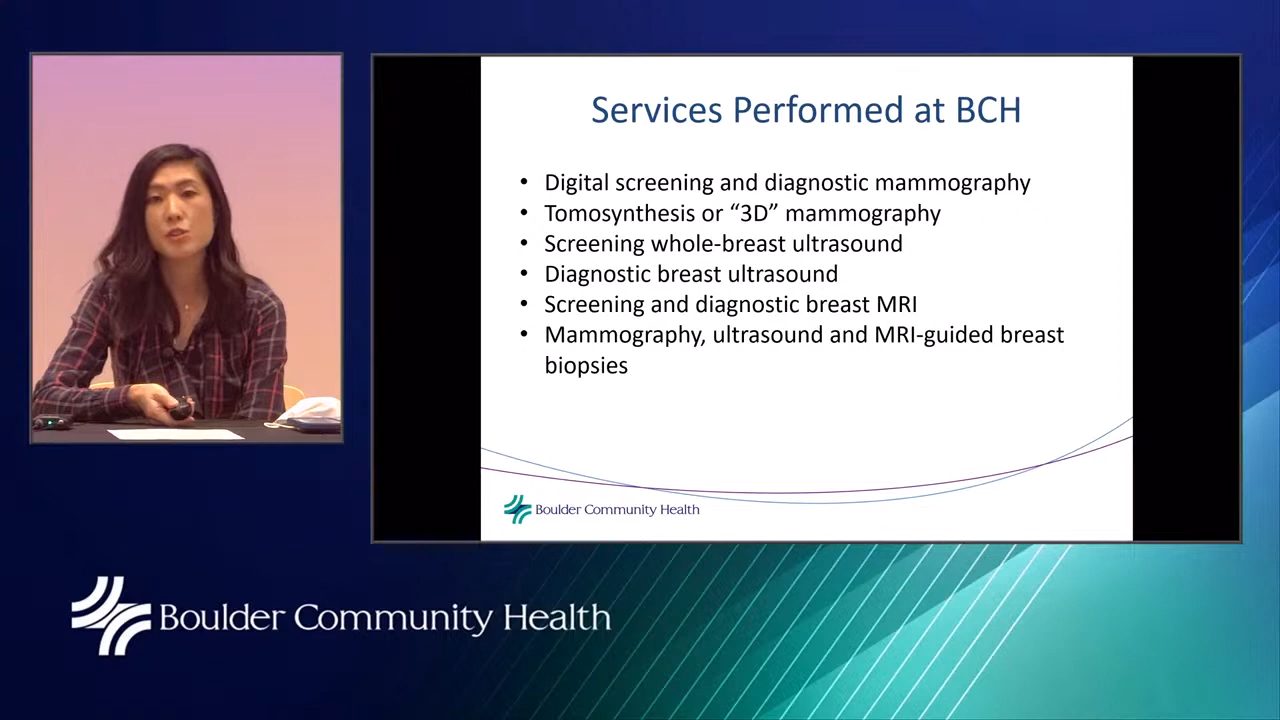 Services Performed at BCH
• Digital screening and diagnostic mammography
• Tomosynthesis or “3D” mammography
• Screening whole-breast ultrasound
• Diagnostic breast ultrasound
• Screening and diagnostic breast MRI
• Mammography, ultrasound and MRI-guided breast
biopsies
Boulder Community Health
Boulder Community Health